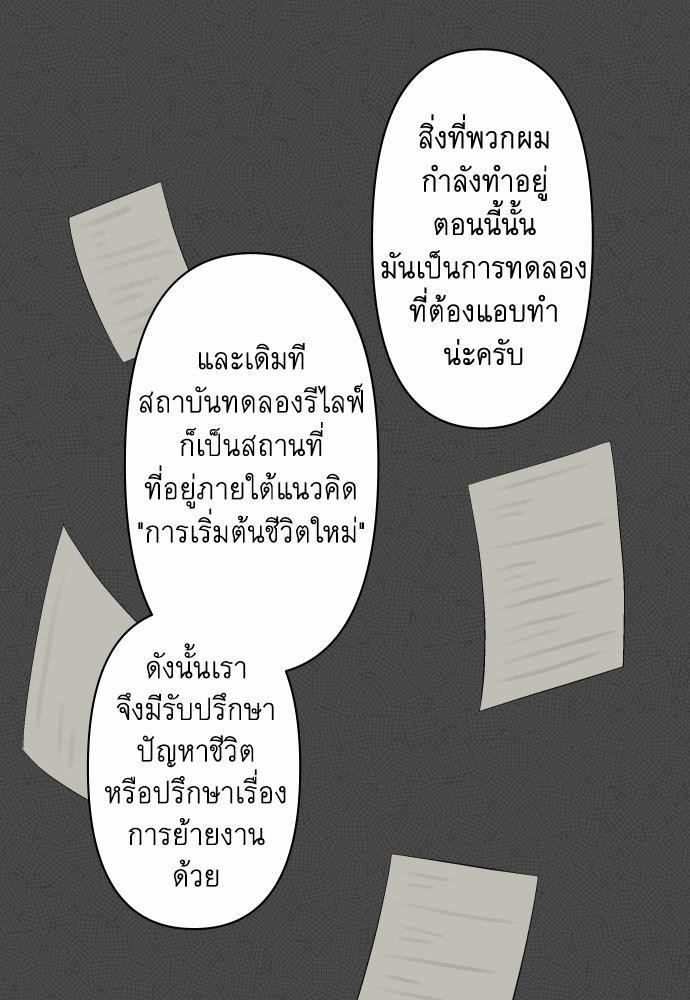 สิ่งที่พวกผม
กำลังทำอยู่
ตอนนี้นั้น
มันเป็นการทดลอง
ที่ต้องแอบทำ
น่ะครับ
และเดิมที
สถาบันทดลองรีไลฟ์
ก็เป็นสถานที่
ที่อยู่ภายใต้แนวคิด
"การเริ่มต้นชีวิตใหม่"
ดังนั้นเรา
จึงมีรับปรึกษา
ปัญหาชีวิต
หรือปรึกษาเรื่อง
การย้ายงาน
ด้วย